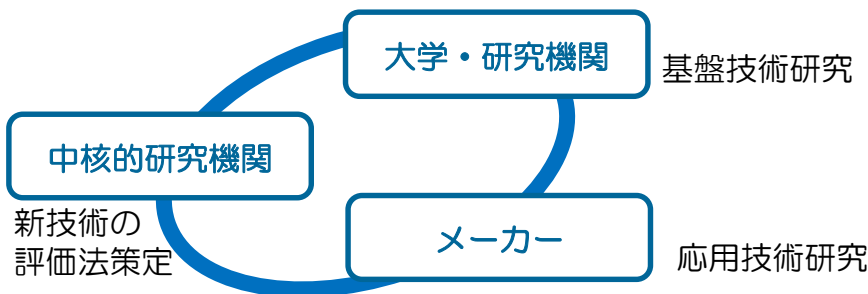 大学・研究機関
基盤技術研究
中核的研究機関
新技術の
評価法策定
メーカー
応用技術研究